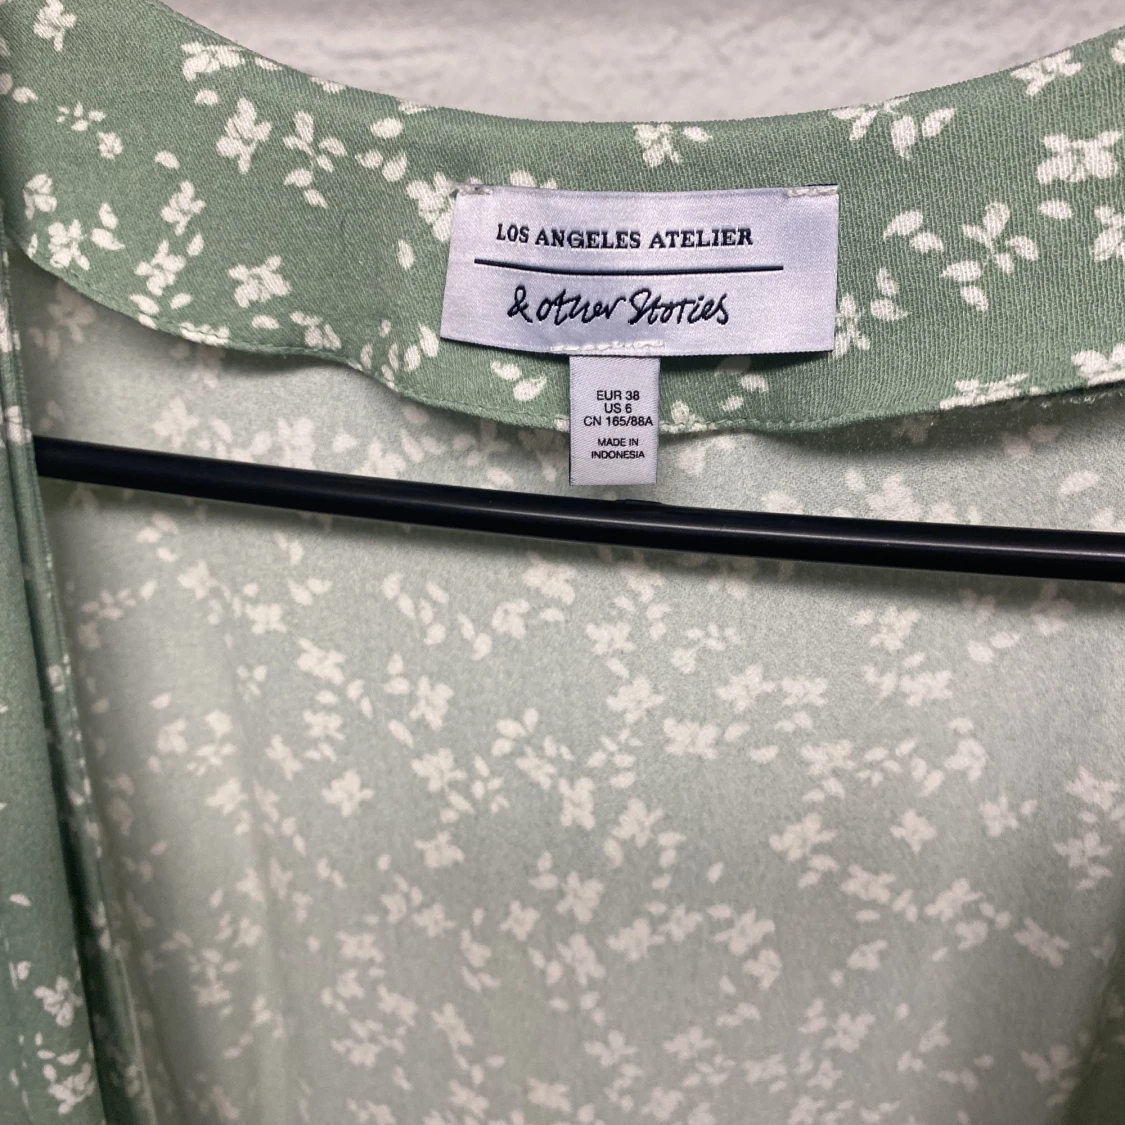 LOS ANGELES ATELIER
& other Stories
EUR 38
US 6
CN 165/88A
MADE IN
INDONESIA